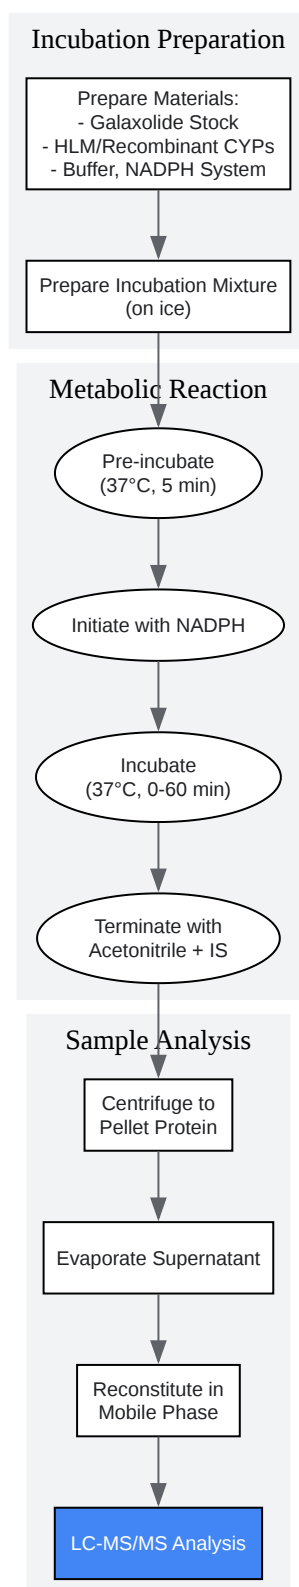 Incubation Preparation
Prepare Materials:
- Galaxolide Stock
- HLM/Recombinant CYPs
- Buffer, NADPH System
Prepare Incubation Mixture
(on ice)
Metabolic Reaction
Pre-incubate
(37°C, 5 min)
Initiate with NADPH
Incubate
(37°C, 0-60 min)
Terminate with
Acetonitrile + IS
Sample Analysis
Centrifuge to
Pellet Protein
Evaporate Supernatant
Reconstitute in
Mobile Phase
LC-MS/MS Analysis